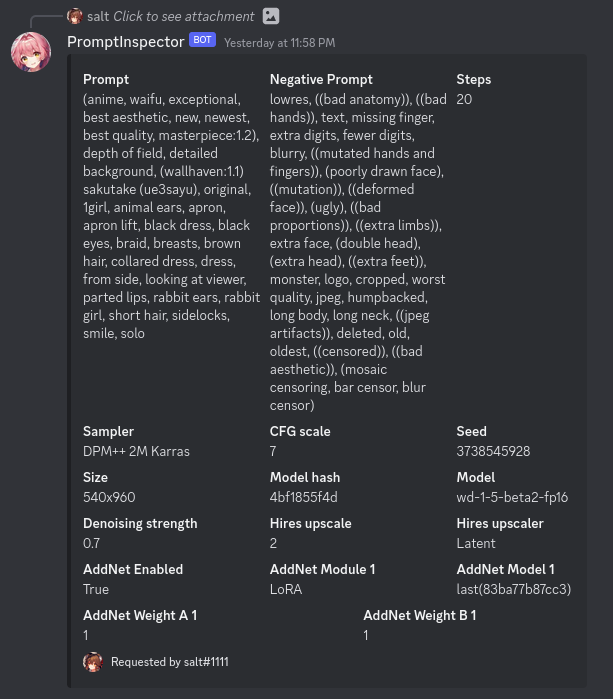 salt Click to see attachment
PromptInspector BOT Yesterday at 11:58 PM
Prompt
(anime, waifu, exceptional,
best aesthetic, new, newest,
best quality, masterpiece:1.2),
depth of field, detailed
background, (wallhaven:1.1)
sakutake (ue3sayu), original,
1girl, animal ears, apron,
apron lift, black dress, black
eyes, braid, breasts, brown
hair, collared dress, dress,
from side, looking at viewer,
parted lips, rabbit ears, rabbit
girl, short hair, sidelocks,
smile, solo
Negative Prompt
lowres, ((bad anatomy)), ((bad
hands)), text, missing finger,
extra digits, fewer digits,
blurry, ((mutated hands and
fingers)), (poorly drawn face),
((mutation)), ((deformed
face)), (ugly), ((bad
proportions)), ((extra limbs)),
extra face, (double head),
(extra head), ((extra feet)),
monster, logo, cropped, worst
quality, jpeg, humpbacked,
long body, long neck, ((jpeg
artifacts)), deleted, old,
oldest, ((censored)), ((bad
aesthetic)), (mosaic
censoring, bar censor, blur
censor)
Steps
20
Sampler
DPM++ 2M Karras
CFG scale
7
Seed
3738545928
Size
540x960
Model hash
4bf1855f4d
Model
wd-1-5-beta2-fp16
Denoising strength
0.7
Hires upscale
2
Hires upscaler
Latent
AddNet Enabled
True
AddNet Module 1
LoRA
AddNet Model 1
last(83ba77b87cc3)
AddNet Weight A 1
1
AddNet Weight B 1
1
Requested by salt#1111